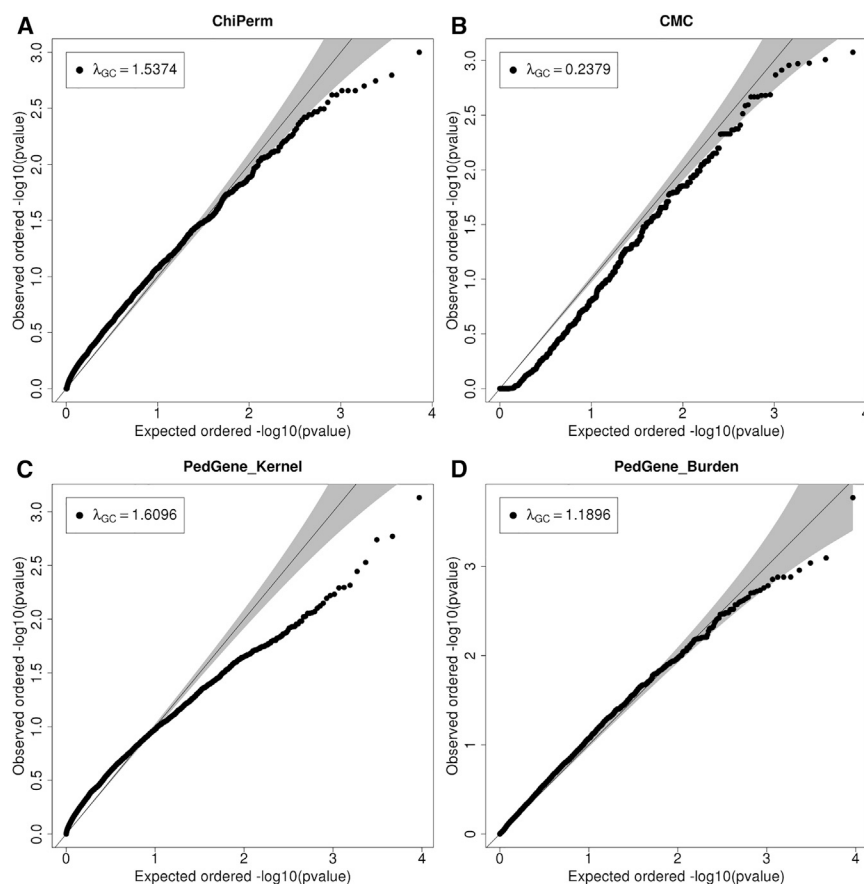 A
ChiPerm
λGC = 1.5374
Observed ordered -log10(pvalue)
0.0 0.5 1.0 1.5 2.0 2.5 3.0
0 1 2 3 4
Expected ordered -log10(pvalue)
B
CMC
λGC = 0.2379
Observed ordered -log10(pvalue)
0.0 0.5 1.0 1.5 2.0 2.5 3.0
0 1 2 3 4
Expected ordered -log10(pvalue)
C
PedGene_Kernel
λGC = 1.6096
Observed ordered -log10(pvalue)
0.0 0.5 1.0 1.5 2.0 2.5 3.0
0 1 2 3 4
Expected ordered -log10(pvalue)
D
PedGene_Burden
λGC = 1.1896
Observed ordered -log10(pvalue)
0 1 2 3
0 1 2 3 4
Expected ordered -log10(pvalue)